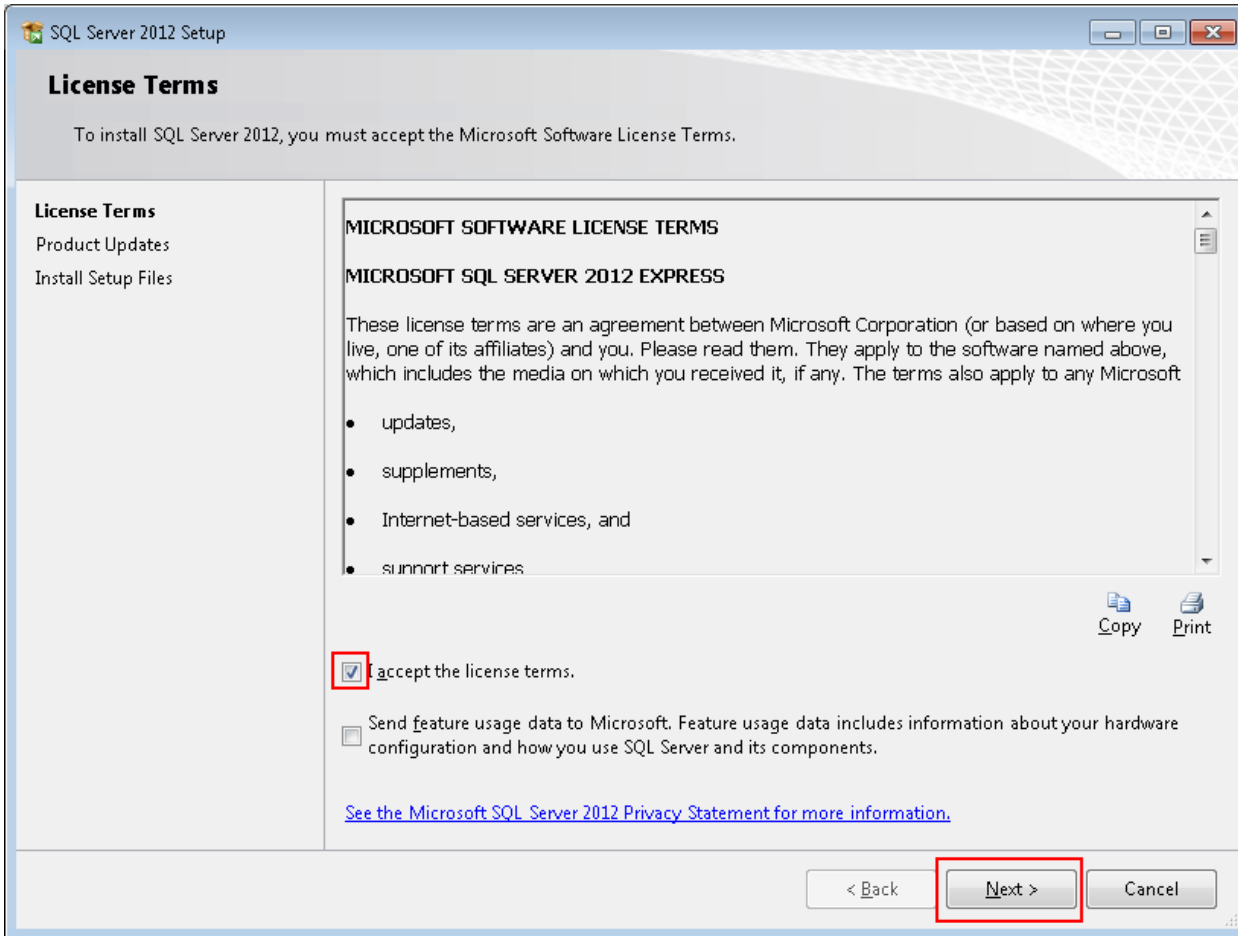 SQL Server 2012 Setup
License Terms
To install SQL Server 2012, you must accept the Microsoft Software License Terms.
License Terms
Product Updates
Install Setup Files
MICROSOFT SOFTWARE LICENSE TERMS
MICROSOFT SQL SERVER 2012 EXPRESS
These license terms are an agreement between Microsoft Corporation (or based on where you
live, one of its affiliates) and you. Please read them. They apply to the software named above,
which includes the media on which you received it, if any. The terms also apply to any Microsoft
• updates,
• supplements,
• Internet-based services, and
• support services
Copy Print
I accept the license terms.
Send feature usage data to Microsoft. Feature usage data includes information about your hardware
configuration and how you use SQL Server and its components.
See the Microsoft SQL Server 2012 Privacy Statement for more information.
< Back Next > Cancel